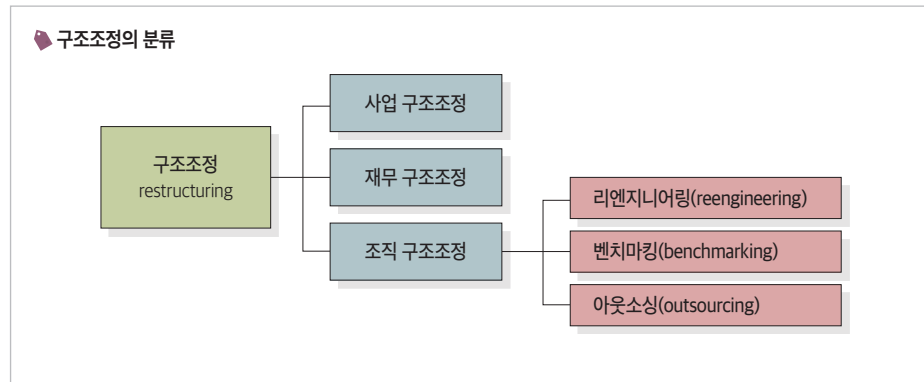 구조조정의 분류
구조조정
restructuring
사업 구조조정
재무 구조조정
조직 구조조정
리엔지니어링(reengineering)
벤치마킹(benchmarking)
아웃소싱(outsourcing)